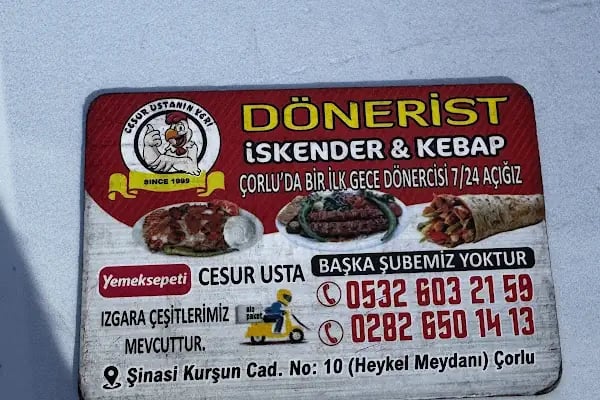 CESUR USTANIN YERİ
SINCE 1999
DÖNERİST
İSKENDER & KEBAP
ÇORLU'DA BİR İLK GECE DÖNERCİSİ 7/24 AÇIĞIZ
Yemeksepeti CESUR USTA
BAŞKA ŞUBEMİZ YOKTUR
IZGARA ÇEŞİTLERİMİZ
MEVCUTTUR.
alo
paket
0532 603 21 59
0282 650 14 13
Şinasi Kurşun Cad. No: 10 (Heykel Meydanı) Çorlu